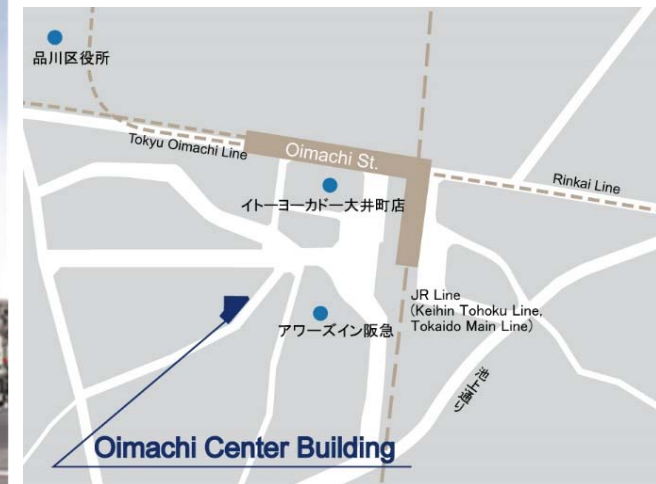 品川区役所
Tokyu Oimachi Line
Oimachi St.
イトーヨーカドー大井町店
Rinkai Line
JR Line
(Keihin Tohoku Line,
Tokaido Main Line)
アワーズイン阪急
池上通り
Oimachi Center Building